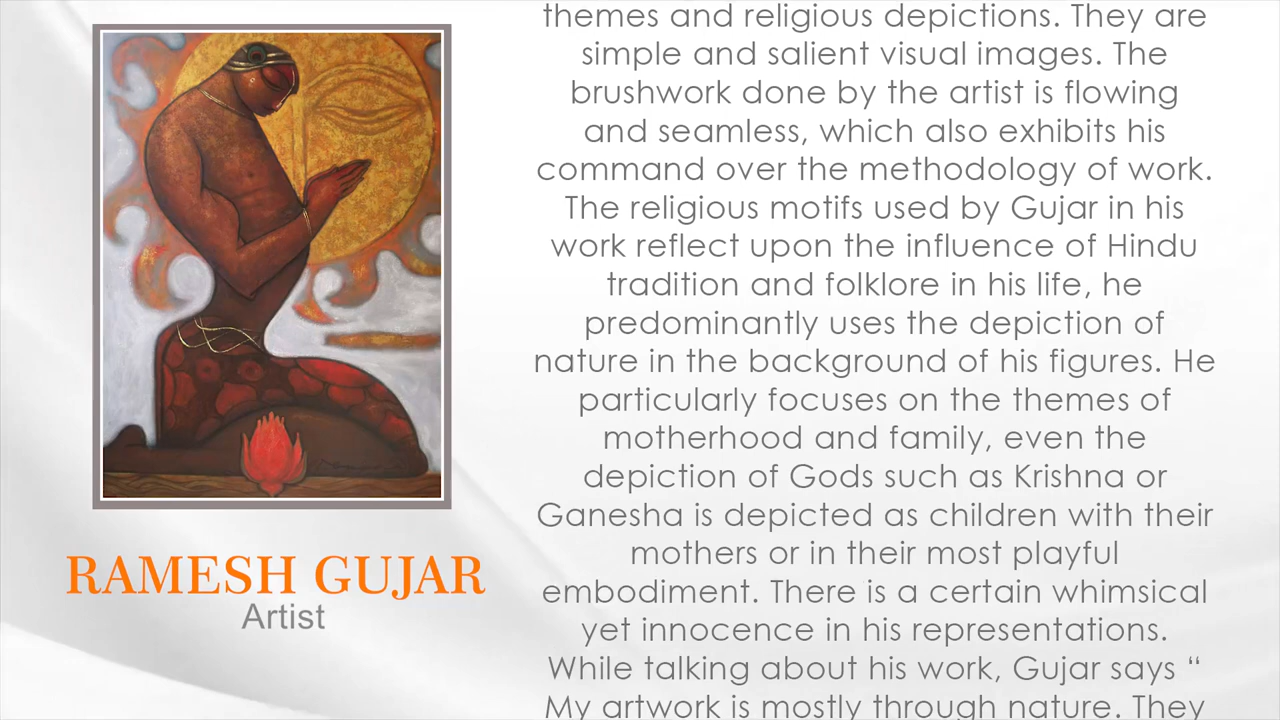 themes and religious depictions. They are
simple and salient visual images. The
brushwork done by the artist is flowing
and seamless, which also exhibits his
command over the methodology of work.
The religious motifs used by Gujar in his
work reflect upon the influence of Hindu
tradition and folklore in his life, he
predominantly uses the depiction of
nature in the background of his figures. He
particularly focuses on the themes of
motherhood and family, even the
depiction of Gods such as Krishna or
Ganesha is depicted as children with their
mothers or in their most playful
embodiment. There is a certain whimsical
yet innocence in his representations.
While talking about his work, Gujar says “
My artwork is mostly through nature. They
RAMESH GUJAR
Artist